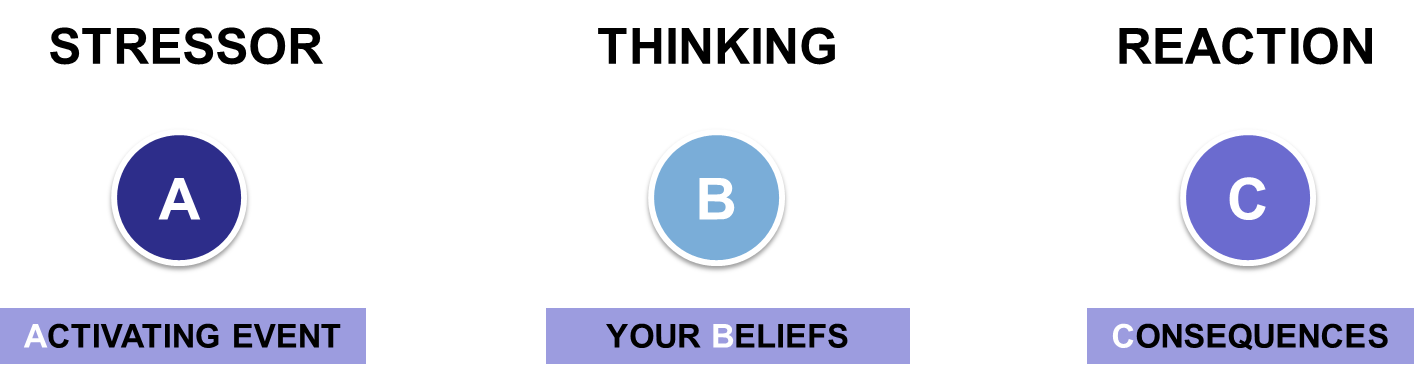 STRESSOR THINKING REACTION
A B C
ACTIVATING EVENT YOUR BELIEFS CONSEQUENCES